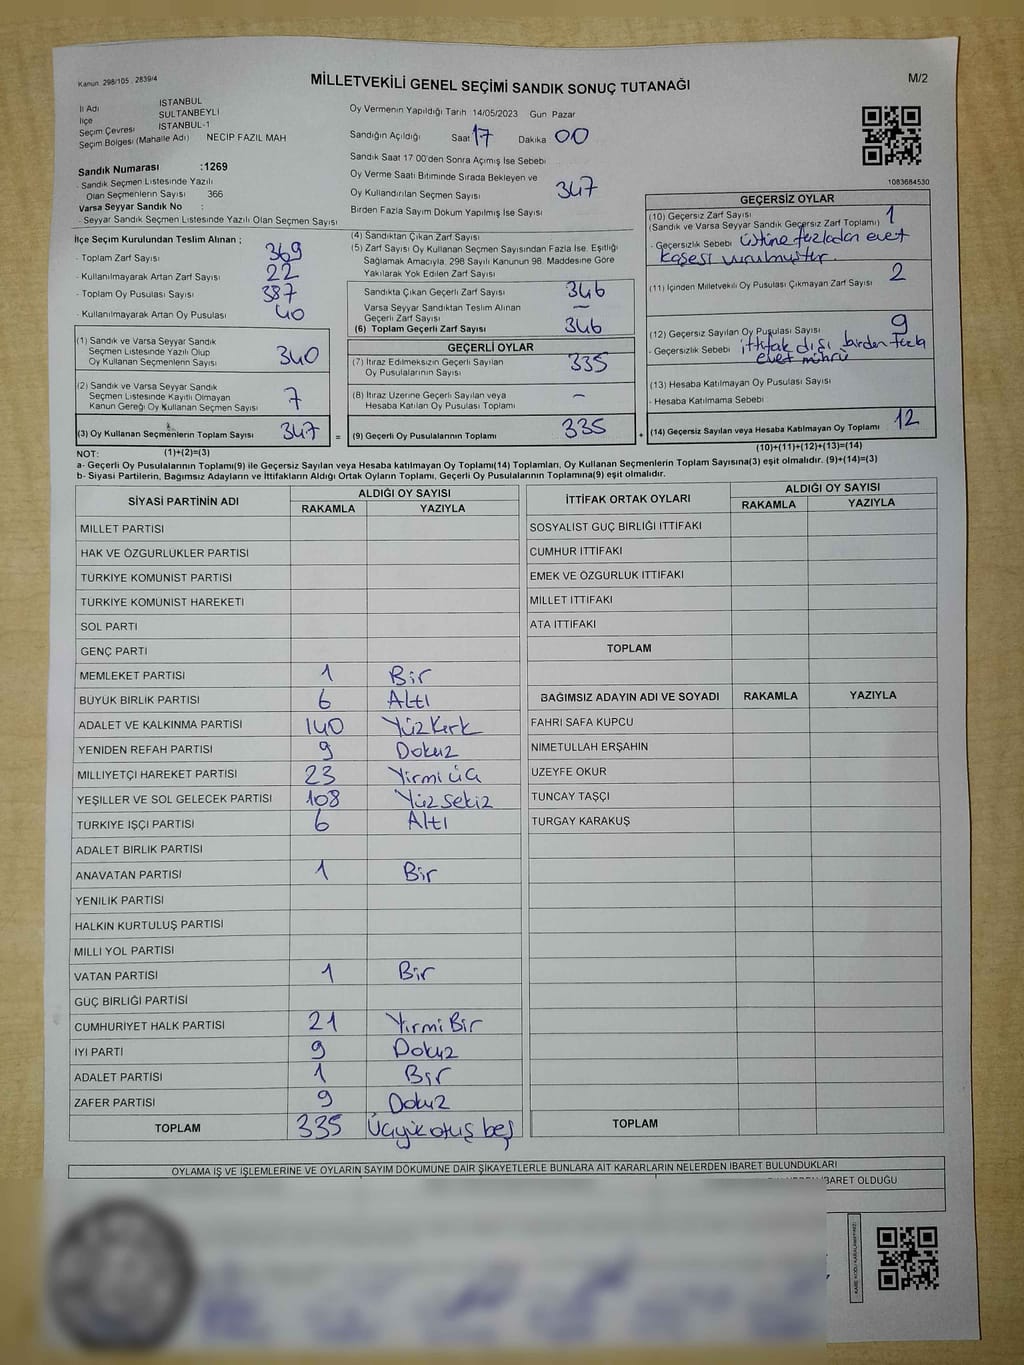 Kanun 298/105 , 2839/4
MİLLETVEKİLİ GENEL SEÇİMİ SANDIK SONUÇ TUTANAĞI
M/2
İl Adı İSTANBUL
İlçe SULTANBEYLİ
Seçim Çevresi İSTANBUL-1
Seçim Bölgesi (Mahalle Adı) NECİP FAZIL MAH
Sandık Numarası :1269
- Sandık Seçmen Listesinde Yazılı
Olan Seçmenlerin Sayısı 366
Varsa Seyyar Sandık No :
- Seyyar Sandık Seçmen Listesinde Yazılı Olan Seçmen Sayısı
Oy Vermenin Yapıldığı Tarih 14/05/2023 Gün Pazar
Sandığın Açıldığı Saat 17 Dakika 00
Sandık Saat 17 00'den Sonra Açımış İse Sebebi
Oy Verme Saati Bitiminde Sırada Bekleyen ve
Oy Kullandırılan Seçmen Sayısı 347
Birden Fazla Sayım Döküm Yapılmış İse Sayısı
1083684530
İlçe Seçim Kurulundan Teslim Alınan ;
- Toplam Zarf Sayısı 369
- Kullanılmayarak Artan Zarf Sayısı 22
- Toplam Oy Pusulası Sayısı 387
- Kullanılmayarak Artan Oy Pusulası 40
(1) Sandık ve Varsa Seyyar Sandık
Seçmen Listesinde Yazılı Olup
Oy Kullanan Seçmenlerin Sayısı 340
(2) Sandık ve Varsa Seyyar Sandık
Seçmen Listesinde Kayıtlı Olmayan
Kanun Gereği Oy Kullanan Seçmen Sayısı 7
(3) Oy Kullanan Seçmenlerin Toplam Sayısı 347 =
(4) Sandıktan Çıkan Zarf Sayısı
(5) Zarf Sayısı Oy Kullanan Seçmen Sayısından Fazla İse, Eşitliği
Sağlamak Amacıyla, 298 Sayılı Kanunun 98. Maddesine Göre
Yakılarak Yok Edilen Zarf Sayısı
Sandıkta Çıkan Geçerli Zarf Sayısı 346
Varsa Seyyar Sandıktan Teslim Alınan
Geçerli Zarf Sayısı —
(6) Toplam Geçerli Zarf Sayısı 346
GEÇERLİ OYLAR
(7) İtiraz Edilmeksizin Geçerli Sayılan
Oy Pusulalarının Sayısı 335
(8) İtiraz Üzerine Geçerli Sayılan veya
Hesaba Katılan Oy Pusulası Toplamı -
(9) Geçerli Oy Pusulalarının Toplamı 335 +
GEÇERSİZ OYLAR
(10) Geçersiz Zarf Sayısı
(Sandık ve Varsa Seyyar Sandık Geçersiz Zarf Toplamı) 1
- Geçersizlik Sebebi üstüne fazladan evet
kaşesi vurulmuştur.
(11) İçinden Milletvekili Oy Pusulası Çıkmayan Zarf Sayısı 2
(12) Geçersiz Sayılan Oy Pusulası Sayısı 9
- Geçersizlik Sebebi ittifak dışı birden fazla
evet mührü
(13) Hesaba Katılmayan Oy Pusulası Sayısı
- Hesaba Katılmama Sebebi
(14) Geçersiz Sayılan veya Hesaba Katılmayan Oy Toplamı 12
NOT: (1)+(2)=(3)
(10)+(11)+(12)+(13)=(14)
a- Geçerli Oy Pusulalarının Toplamı(9) ile Geçersiz Sayılan veya Hesaba katılmayan Oy Toplamı(14) Toplamları, Oy Kullanan Seçmenlerin Toplam Sayısına(3) eşit olmalıdır. (9)+(14)=(3)
b- Siyasi Partilerin, Bağımsız Adayların ve İttifakların Aldığı Ortak Oyların Toplamı, Geçerli Oy Pusulalarının Toplamına(9) eşit olmalıdır.
SİYASİ PARTİNİN ADI ALDIĞI OY SAYISI
RAKAMLA YAZIYLA
MİLLET PARTİSİ
HAK VE ÖZGÜRLÜKLER PARTİSİ
TÜRKİYE KOMÜNİST PARTİSİ
TÜRKİYE KOMÜNİST HAREKETİ
SOL PARTİ
GENÇ PARTİ
MEMLEKET PARTİSİ 1 Bir
BÜYÜK BİRLİK PARTİSİ 6 Altı
ADALET VE KALKINMA PARTİSİ 140 Yüz Kırk
YENİDEN REFAH PARTİSİ 9 Dokuz
MİLLİYETÇİ HAREKET PARTİSİ 23 Yirmi üç
YEŞİLLER VE SOL GELECEK PARTİSİ 108 Yüz sekiz
TÜRKİYE İŞÇİ PARTİSİ 6 Altı
ADALET BİRLİK PARTİSİ
ANAVATAN PARTİSİ 1 Bir
YENİLİK PARTİSİ
HALKIN KURTULUŞ PARTİSİ
MİLLİ YOL PARTİSİ
VATAN PARTİSİ 1 Bir
GÜÇ BİRLİĞİ PARTİSİ
CUMHURİYET HALK PARTİSİ 21 Yirmi Bir
İYİ PARTİ 9 Dokuz
ADALET PARTİSİ 1 Bir
ZAFER PARTİSİ 9 Dokuz
TOPLAM 335 Üçyüz otuz beş
İTTİFAK ORTAK OYLARI ALDIĞI OY SAYISI
RAKAMLA YAZIYLA
SOSYALİST GÜÇ BİRLİĞİ İTTİFAKI
CUMHUR İTTİFAKI
EMEK VE ÖZGÜRLÜK İTTİFAKI
MİLLET İTTİFAKI
ATA İTTİFAKI
TOPLAM
BAĞIMSIZ ADAYIN ADI VE SOYADI RAKAMLA YAZIYLA
FAHRİ SAFA KÜPCÜ
NİMETULLAH ERŞAHİN
ÜZEYFE OKUR
TUNCAY TAŞÇI
TURGAY KARAKUŞ
TOPLAM
OYLAMA İŞ VE İŞLEMLERİNE VE OYLARIN SAYIM DÖKÜMÜNE DAİR ŞİKAYETLERLE BUNLARA AİT KARARLARIN NELERDEN İBARET BULUNDUKLARI
İBARET OLDUĞU